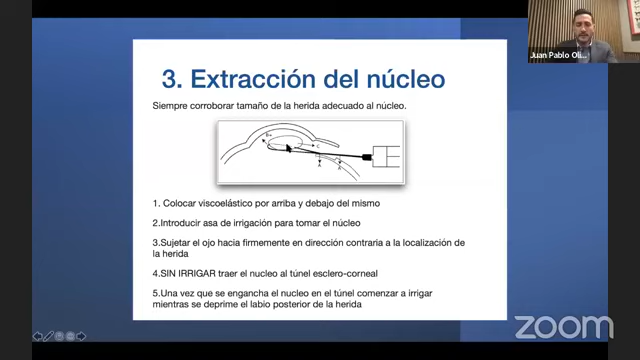 Juan Pablo Oli...
3. Extracción del núcleo
Siempre corroborar tamaño de la herida adecuado al núcleo.
1. Colocar viscoelástico por arriba y debajo del mismo
2.Introducir asa de irrigación para tomar el núcleo
3.Sujetar el ojo hacia firmemente en dirección contraria a la localización de
la herida
4.SIN IRRIGAR traer el nucleo al túnel esclero-corneal
5.Una vez que se engancha el nucleo en el túnel comenzar a irrigar
mientras se deprime el labio posterior de la herida
zoom